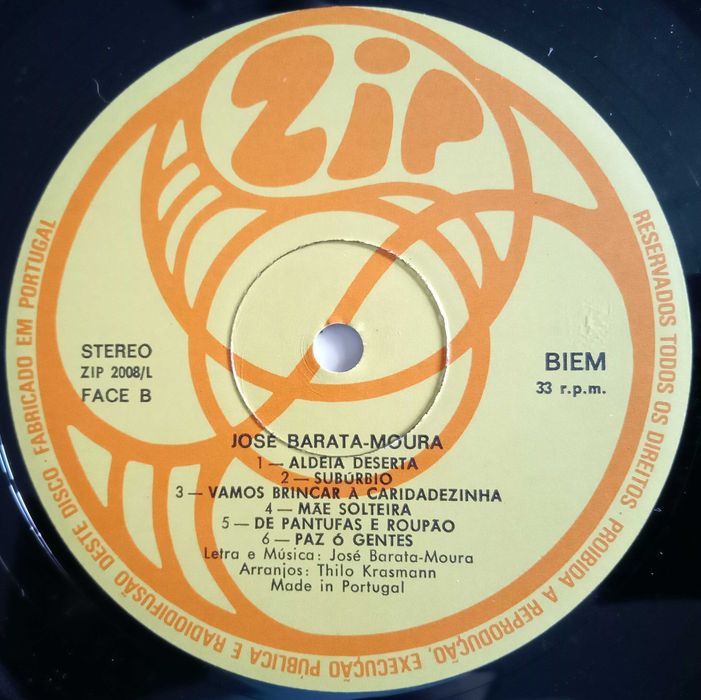 Zip
STEREO
ZIP 2008/L
FACE B
BIEM
33 r.p.m.
JOSÉ BARATA-MOURA
1 — ALDEIA DESERTA
2 — SUBÚRBIO
3 — VAMOS BRINCAR À CARIDADEZINHA
4 — MÃE SOLTEIRA
5 — DE PANTUFAS E ROUPÃO
6 — PAZ Ó GENTES
Letra e Música: José Barata-Moura
Arranjos: Thilo Krasmann
Made in Portugal
RESERVADOS TODOS OS DIREITOS · PROIBIDA A REPRODUÇÃO, EXECUÇÃO PÚBLICA E RADIODIFUSÃO DESTE DISCO · FABRICADO EM PORTUGAL